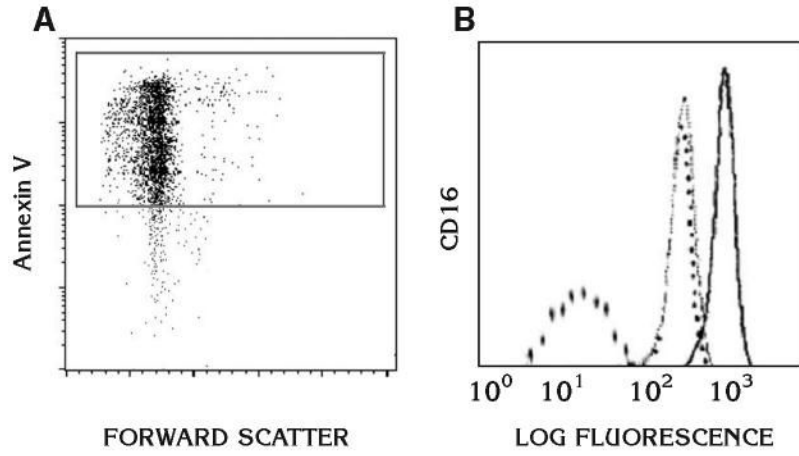 A
Annexin V
FORWARD SCATTER
B
CD16
10⁰ 10¹ 10² 10³
LOG FLUORESCENCE